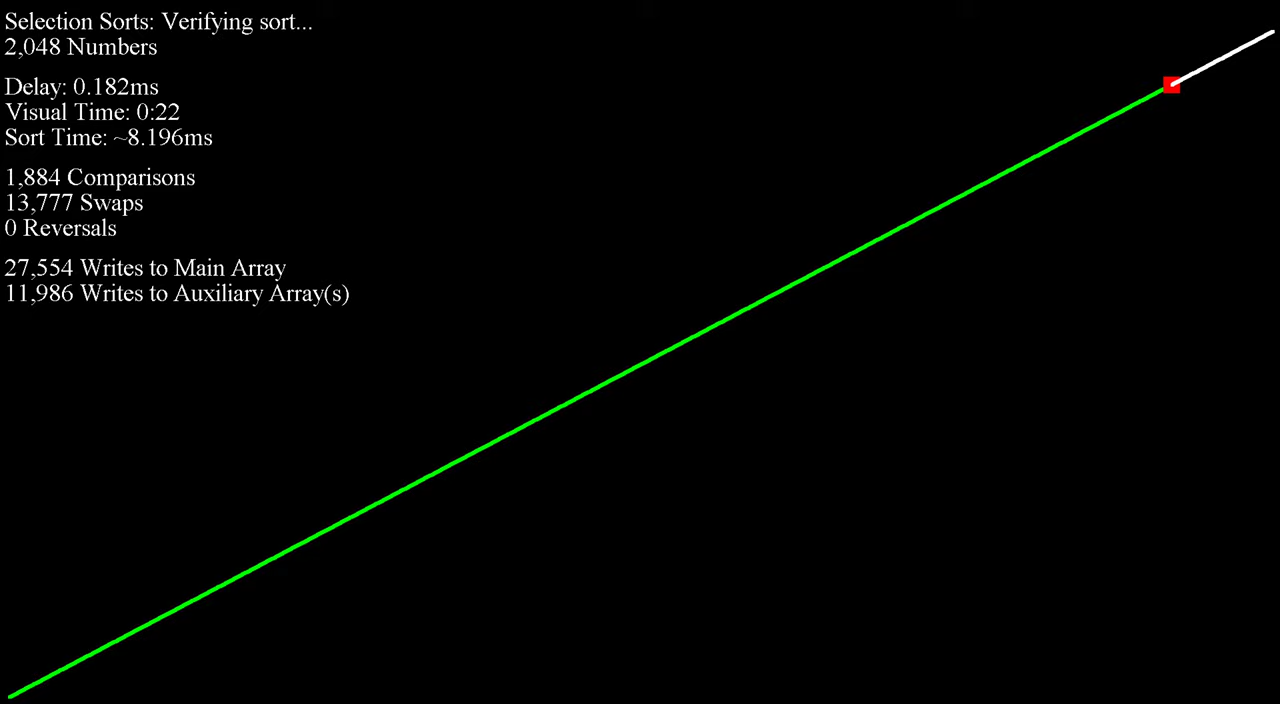 Selection Sorts: Verifying sort...
2,048 Numbers
Delay: 0.182ms
Visual Time: 0:22
Sort Time: ~8.196ms
1,884 Comparisons
13,777 Swaps
0 Reversals
27,554 Writes to Main Array
11,986 Writes to Auxiliary Array(s)